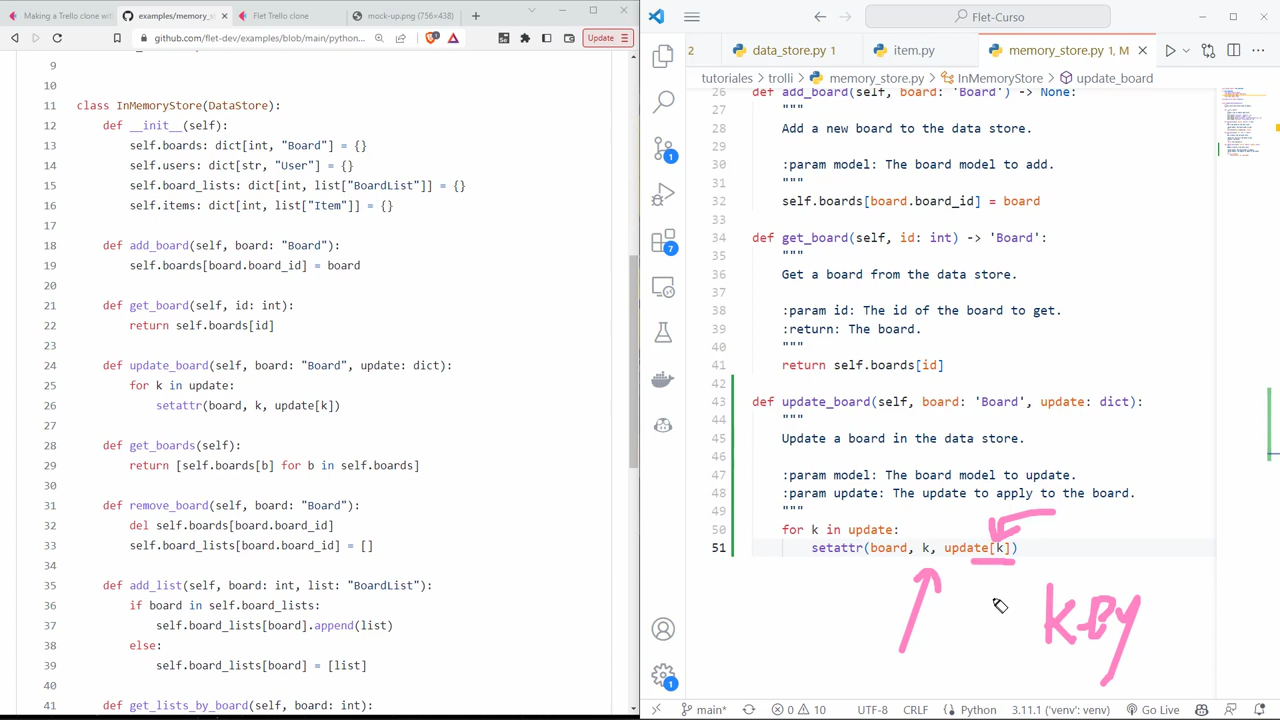 Making a Trello clone
examples/memory_s
Flet Trello clone
mock-up.png (756×438)
github.com/flet-dev/examples/blob/main/python...
Update
9
10
11 class InMemoryStore(DataStore):
12 def __init__(self):
13 self.boards: dict[int, "Board"] = {}
14 self.users: dict[str, "User"] = {}
15 self.board_lists: dict[int, list["BoardList"]] = {}
16 self.items: dict[int, list["Item"]] = {}
17
18 def add_board(self, board: "Board"):
19 self.boards[board.board_id] = board
20
21 def get_board(self, id: int):
22 return self.boards[id]
23
24 def update_board(self, board: "Board", update: dict):
25 for k in update:
26 setattr(board, k, update[k])
27
28 def get_boards(self):
29 return [self.boards[b] for b in self.boards]
30
31 def remove_board(self, board: "Board"):
32 del self.boards[board.board_id]
33 self.board_lists[board.board_id] = []
34
35 def add_list(self, board: int, list: "BoardList"):
36 if board in self.board_lists:
37 self.board_lists[board].append(list)
38 else:
39 self.board_lists[board] = [list]
40
41 def get_lists_by_board(self, board: int):
Flet-Curso
2
data_store.py 1
item.py
memory_store.py 1, M
tutoriales > trolli > memory_store.py > InMemoryStore > update_board
26 def add_board(self, board: 'Board') -> None:
27 """
28 Add a new board to the data store.
29
30 :param model: The board model to add.
31 """
32 self.boards[board.board_id] = board
33
34 def get_board(self, id: int) -> 'Board':
35 """
36 Get a board from the data store.
37
38 :param id: The id of the board to get.
39 :return: The board.
40 """
41 return self.boards[id]
42
43 def update_board(self, board: 'Board', update: dict):
44 """
45 Update a board in the data store.
46
47 :param model: The board model to update.
48 :param update: The update to apply to the board.
49 """
50 for k in update:
51 setattr(board, k, update[k])
KEY
1
7
1
main*
0 10
UTF-8
CRLF
Python
3.11.1 ('venv': venv)
Go Live